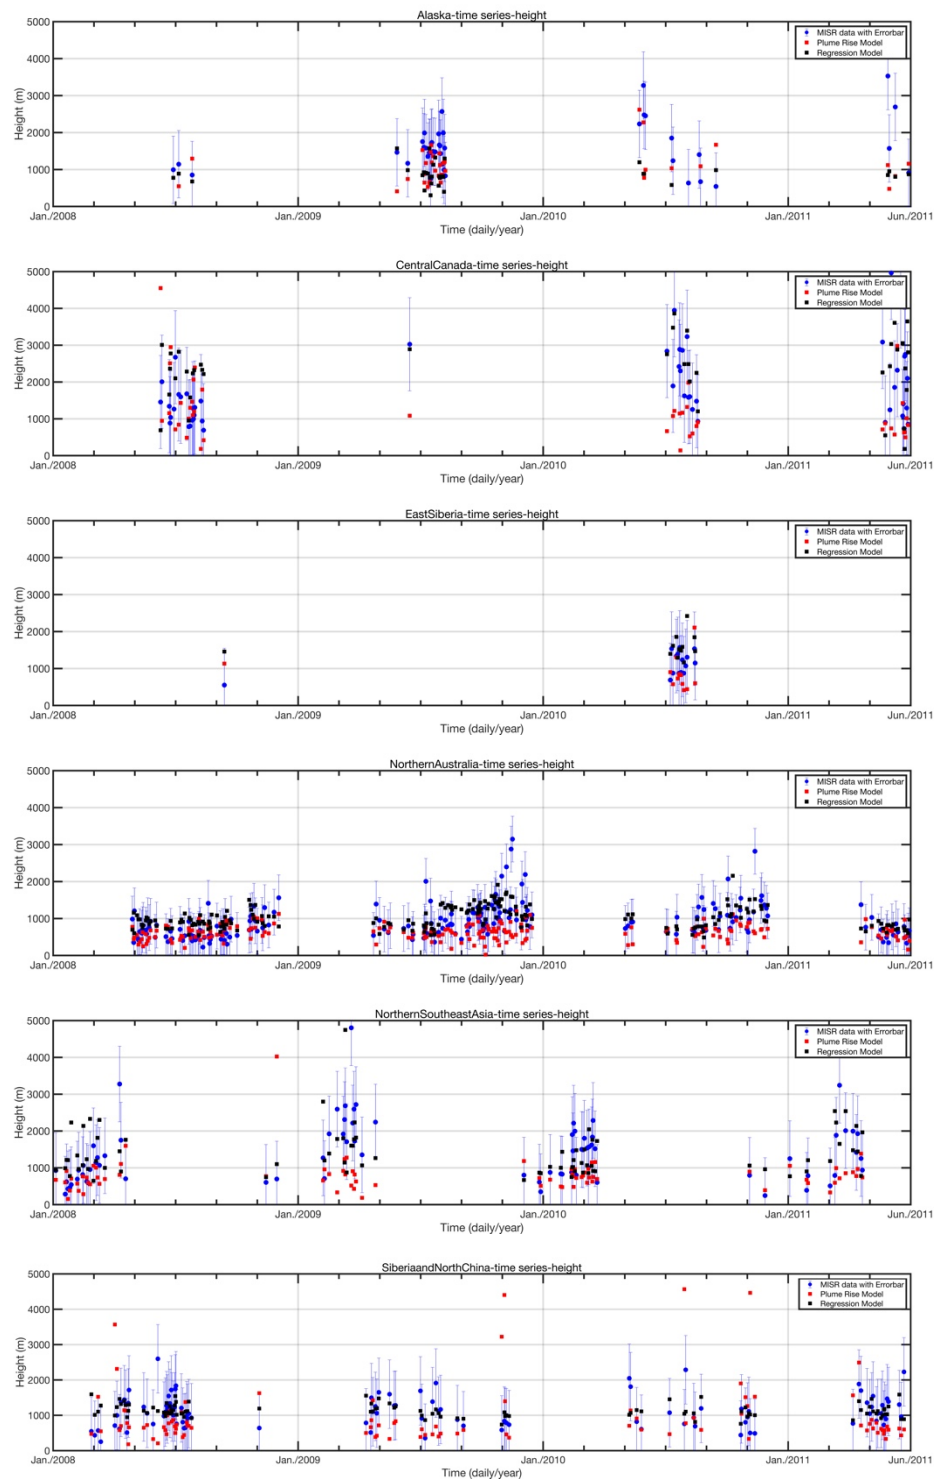 Alaska-time series-height
MISR data with Errorbar
Plume Rise Model
Regression Model
Height (m)
5000
4000
3000
2000
1000
0
Jan./2008
Jan./2009
Jan./2010
Jan./2011
Jun./2011
Time (daily/year)
CentralCanada-time series-height
MISR data with Errorbar
Plume Rise Model
Regression Model
Height (m)
5000
4000
3000
2000
1000
0
Jan./2008
Jan./2009
Jan./2010
Jan./2011
Jun./2011
Time (daily/year)
EastSiberia-time series-height
MISR data with Errorbar
Plume Rise Model
Regression Model
Height (m)
5000
4000
3000
2000
1000
0
Jan./2008
Jan./2009
Jan./2010
Jan./2011
Jun./2011
Time (daily/year)
NorthernAustralia-time series-height
MISR data with Errorbar
Plume Rise Model
Regression Model
Height (m)
5000
4000
3000
2000
1000
0
Jan./2008
Jan./2009
Jan./2010
Jan./2011
Jun./2011
Time (daily/year)
NorthernSoutheastAsia-time series-height
MISR data with Errorbar
Plume Rise Model
Regression Model
Height (m)
5000
4000
3000
2000
1000
0
Jan./2008
Jan./2009
Jan./2010
Jan./2011
Jun./2011
Time (daily/year)
SiberiaandNorthChina-time series-height
MISR data with Errorbar
Plume Rise Model
Regression Model
Height (m)
5000
4000
3000
2000
1000
0
Jan./2008
Jan./2009
Jan./2010
Jan./2011
Jun./2011
Time (daily/year)